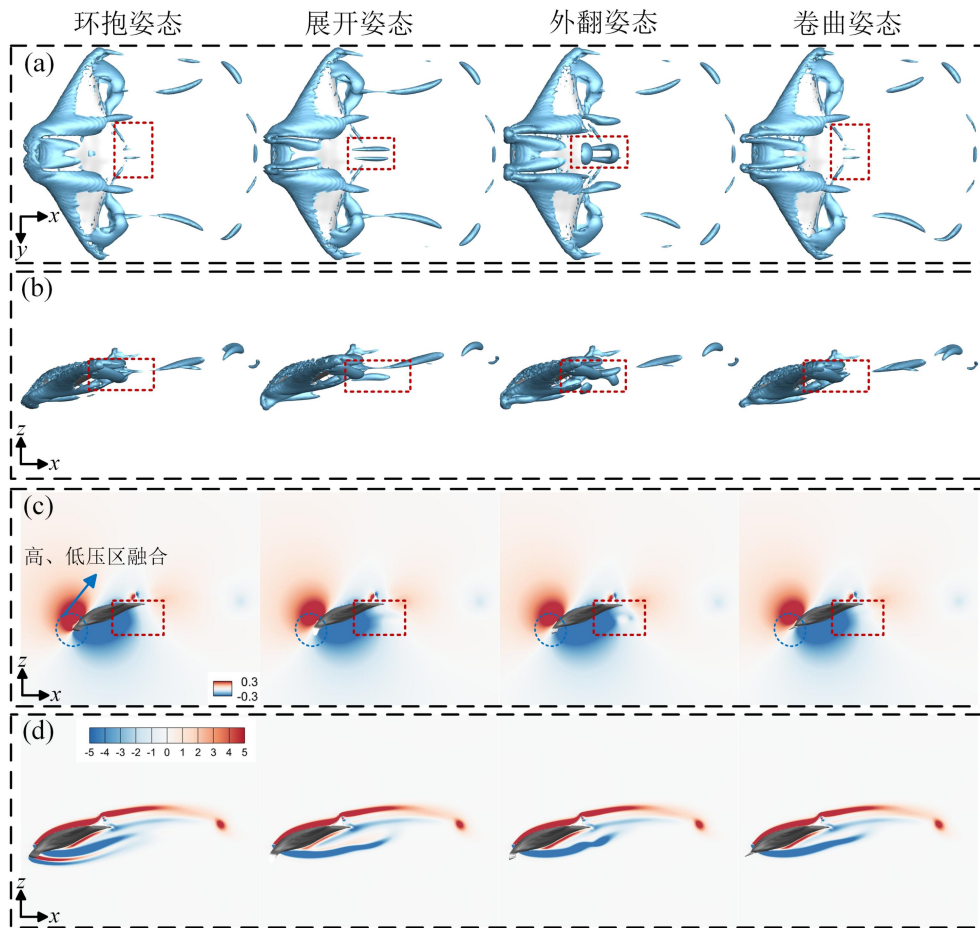 环抱姿态 展开姿态 外翻姿态 卷曲姿态
(a)
x
y
(b)
z
x
(c)
高、低压区融合
z
x
0.3
-0.3
(d)
-5 -4 -3 -2 -1 0 1 2 3 4 5
z
x